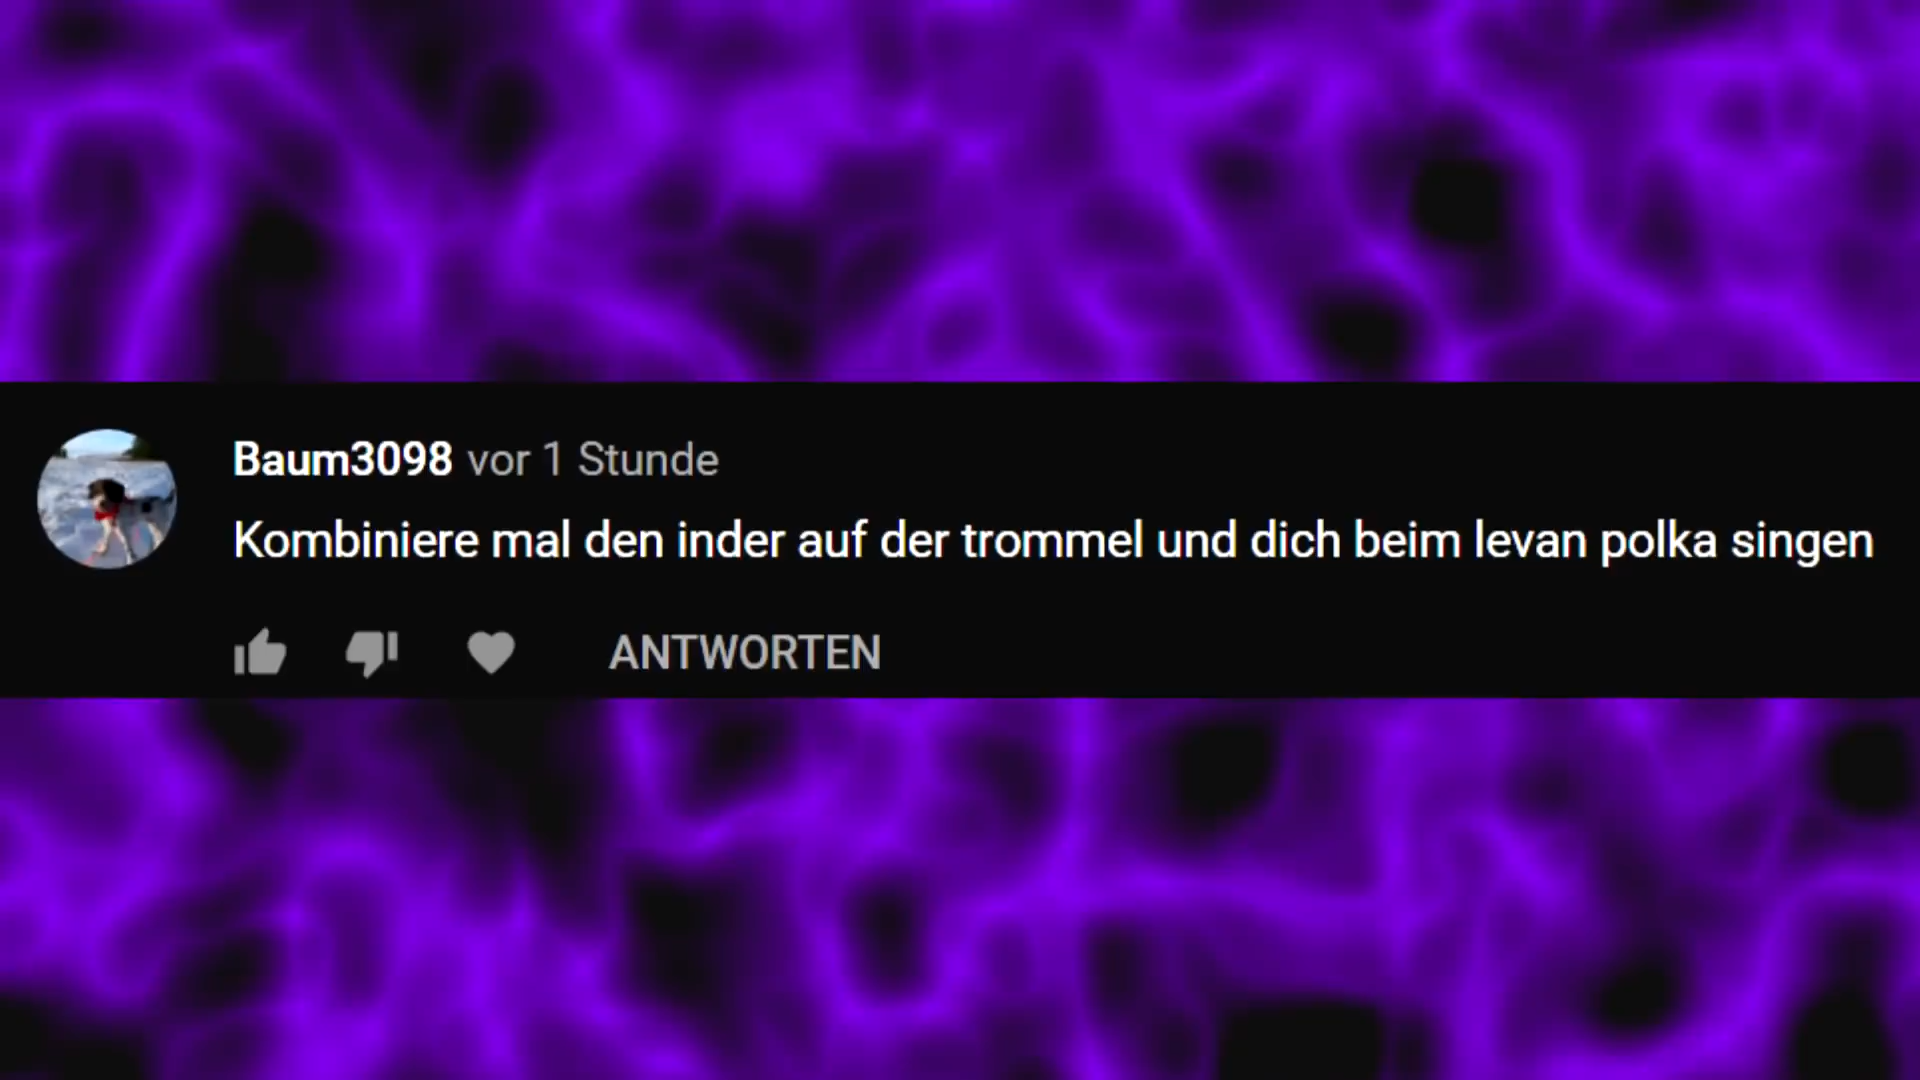 Baum3098 vor 1 Stunde
Kombiniere mal den inder auf der trommel und dich beim levan polka singen
ANTWORTEN